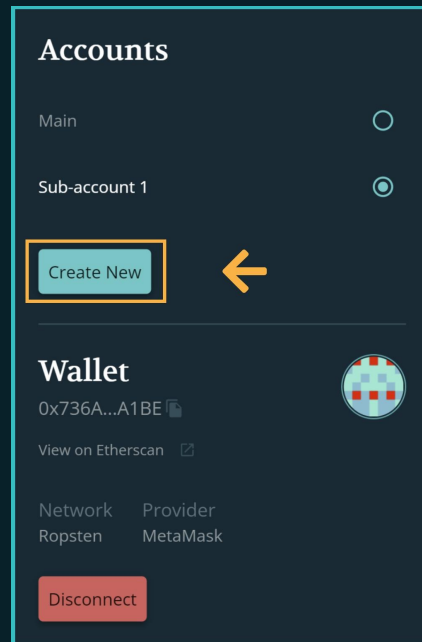 Accounts
Main
Sub-account 1
Create New
Wallet
0x736A...A1BE
View on Etherscan
Network Provider
Ropsten MetaMask
Disconnect